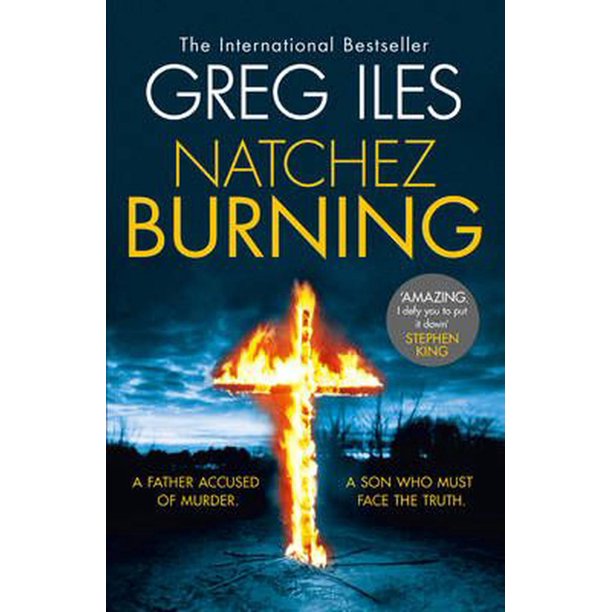 The International Bestseller
GREG ILES
NATCHEZ
BURNING
'AMAZING.
I defy you to put
it down'
STEPHEN
KING
A FATHER ACCUSED
OF MURDER.
A SON WHO MUST
FACE THE TRUTH.